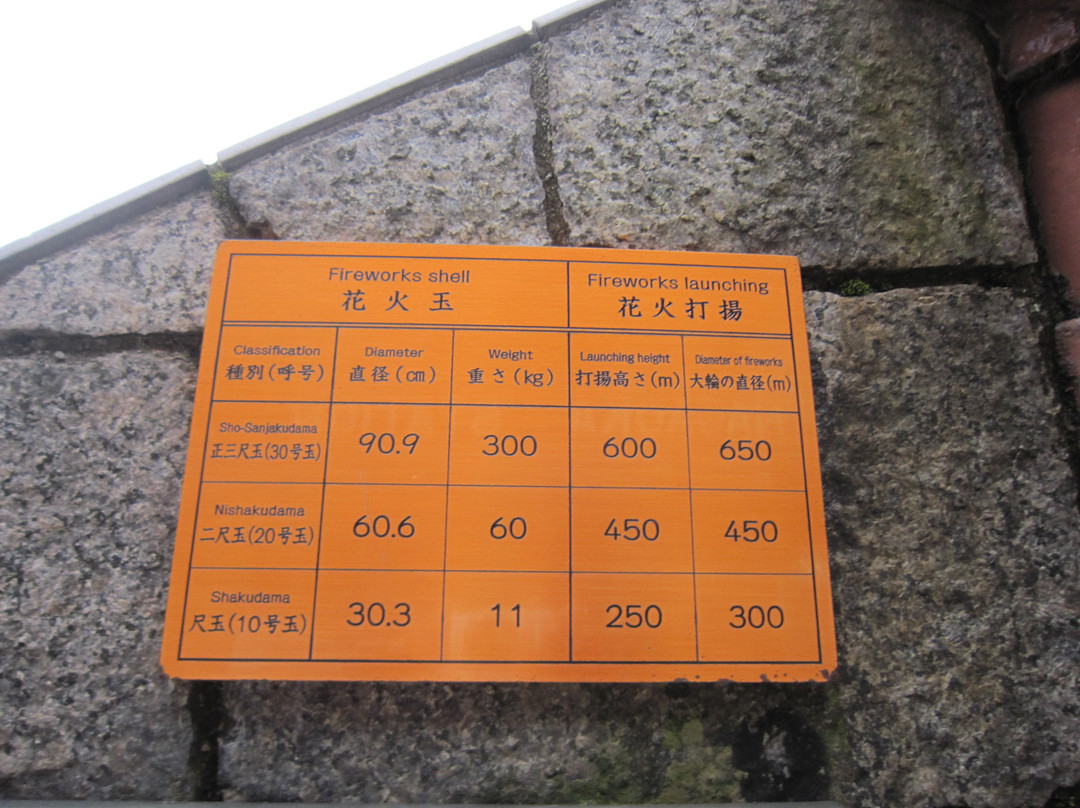 Fireworks shell
花火玉
Fireworks launching
花火打揚
Classification
種別(呼号)
Diameter
直径(cm)
Weight
重さ(kg)
Launching height
打揚高さ(m)
Diameter of fireworks
大輪の直径(m)
Sho-Sanjakudama
正三尺玉(30号玉)
90.9
300
600
650
Nishakudama
二尺玉(20号玉)
60.6
60
450
450
Shakudama
尺玉(10号玉)
30.3
11
250
300